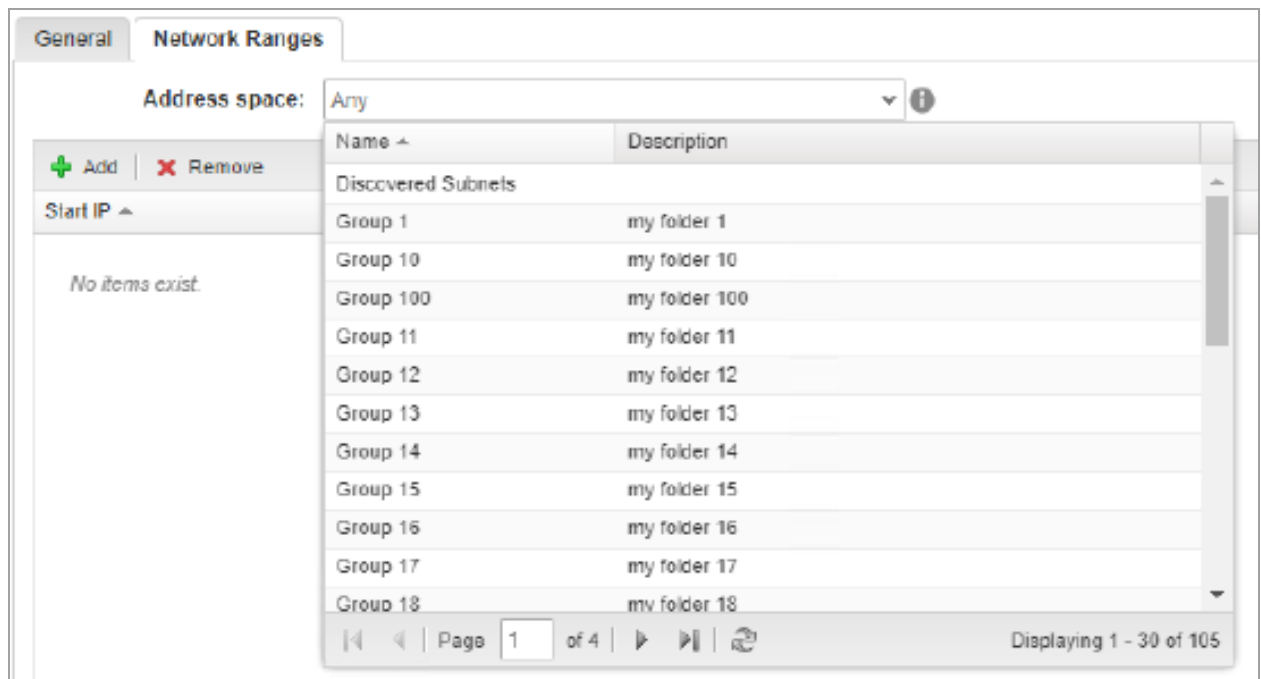 General Network Ranges
Address space: Any
Name Description
Add Remove
Discovered Subnets
Start IP
Group 1 my folder 1
Group 10 my folder 10
No items exist.
Group 100 my folder 100
Group 11 my folder 11
Group 12 my folder 12
Group 13 my folder 13
Group 14 my folder 14
Group 15 my folder 15
Group 16 my folder 16
Group 17 my folder 17
Group 18 my folder 18
Page 1 of 4 Displaying 1 - 30 of 105